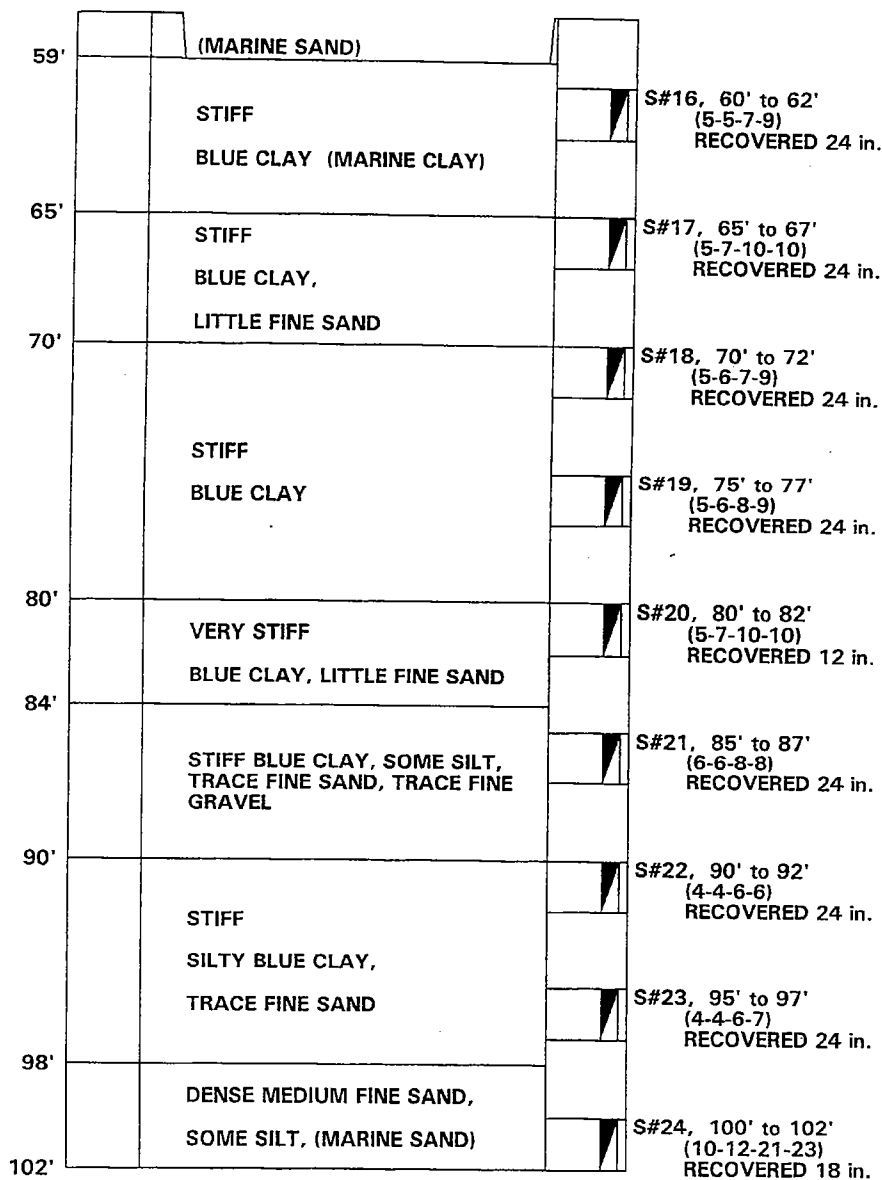 (MARINE SAND)
59'
S#16, 60' to 62'
STIFF
(5-5-7-9)
RECOVERED 24 in.
BLUE CLAY (MARINE CLAY)
65'
S#17, 65' to 67'
STIFF
(5-7-10-10)
RECOVERED 24 in.
BLUE CLAY,
LITTLE FINE SAND
70'
S#18, 70' to 72'
(5-6-7-9)
RECOVERED 24 in.
STIFF
S#19, 75' to 77'
BLUE CLAY
(5-6-8-9)
RECOVERED 24 in.
80'
S#20, 80' to 82'
VERY STIFF
(5-7-10-10)
RECOVERED 12 in.
BLUE CLAY, LITTLE FINE SAND
84'
S#21, 85' to 87'
STIFF BLUE CLAY, SOME SILT,
(6-6-8-8)
TRACE FINE SAND, TRACE FINE
RECOVERED 24 in.
GRAVEL
90'
S#22, 90' to 92'
(4-4-6-6)
RECOVERED 24 in.
STIFF
SILTY BLUE CLAY,
S#23, 95' to 97'
TRACE FINE SAND
(4-4-6-7)
RECOVERED 24 in.
98'
DENSE MEDIUM FINE SAND,
S#24, 100' to 102'
SOME SILT, (MARINE SAND)
(10-12-21-23)
RECOVERED 18 in.
102'